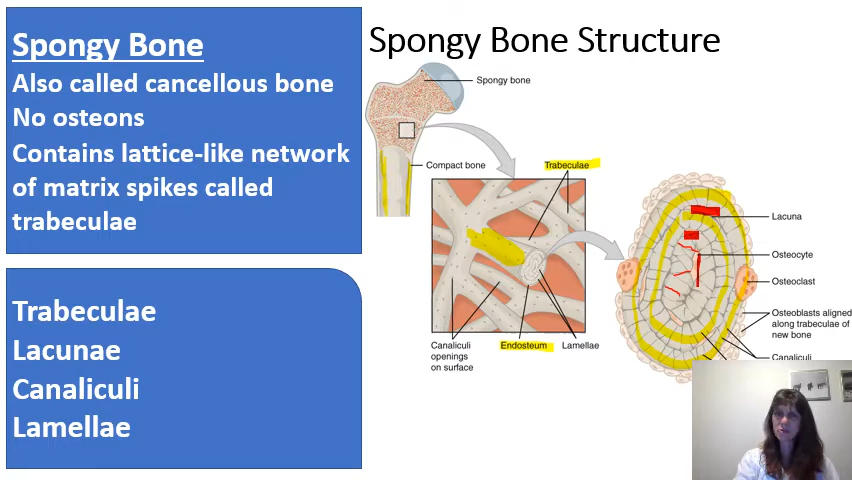 Spongy Bone
Also called cancellous bone
No osteons
Contains lattice-like network
of matrix spikes called
trabeculae
Trabeculae
Lacunae
Canaliculi
Lamellae
Spongy Bone Structure
Spongy bone
Compact bone
Trabeculae
Canaliculi
openings
on surface
Endosteum
Lamellae
Lacuna
Osteocyte
Osteoclast
Osteoblasts aligned
along trabeculae of
new bone
Canaliculi